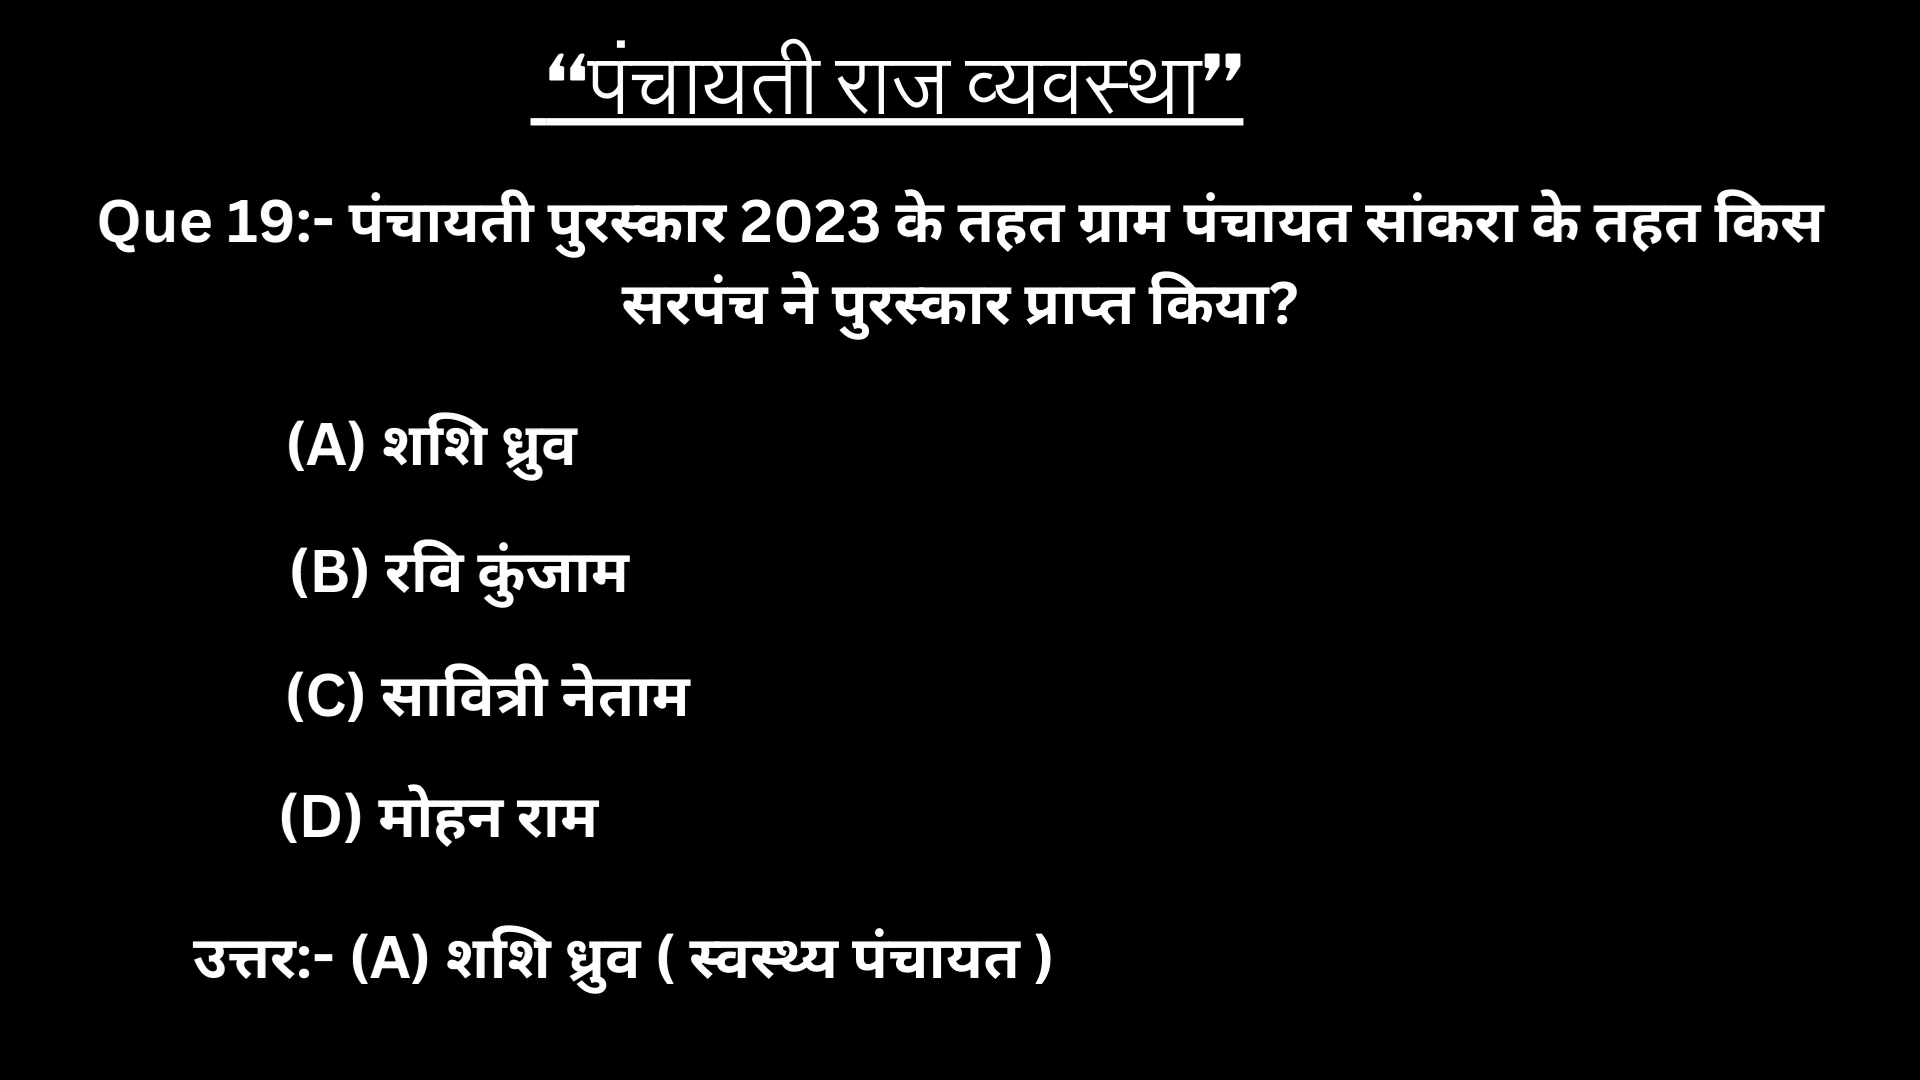 “पंचायती राज व्यवस्था”
Que 19:- पंचायती पुरस्कार 2023 के तहत ग्राम पंचायत सांकरा के तहत किस
सरपंच ने पुरस्कार प्राप्त किया?
(A) शशि ध्रुव
(B) रवि कुंजाम
(C) सावित्री नेताम
(D) मोहन राम
उत्तर:- (A) शशि ध्रुव ( स्वस्थ्य पंचायत )